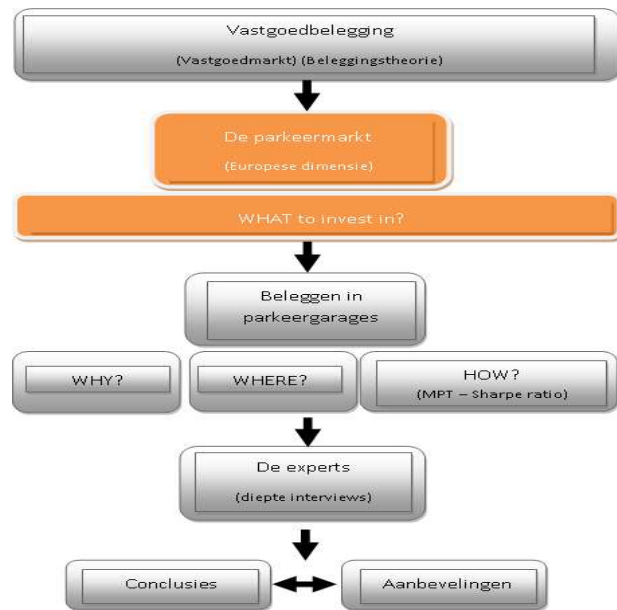 Vastgoedbelegging
(Vastgoedmarkt) (Beleggingstheorie)
De parkeermarkt
(Europese dimensie)
WHAT to invest in?
Beleggen in
parkeergarages
WHY?
WHERE?
HOW?
(MPT – Sharpe ratio)
De experts
(diepte interviews)
Conclusies
Aanbevelingen